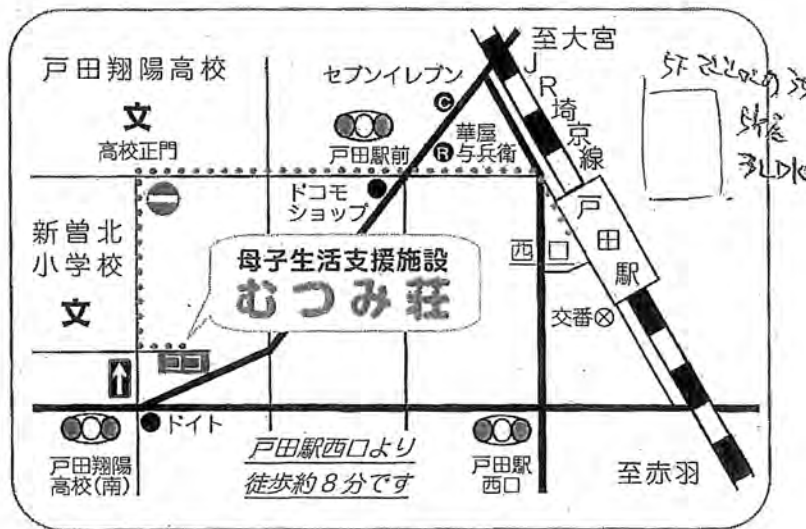 至大宮
戸田翔陽高校
文
高校正門
セブンイレブン
C
戸田駅前
R
華屋
与兵衛
JR埼京線
ドコモ
ショップ
新曽北
小学校
文
母子生活支援施設
むつみ荘
西口
戸田駅
交番
ココ
ドイト
戸田翔陽
高校(南)
戸田駅西口より
徒歩約8分です
戸田駅
西口
至赤羽